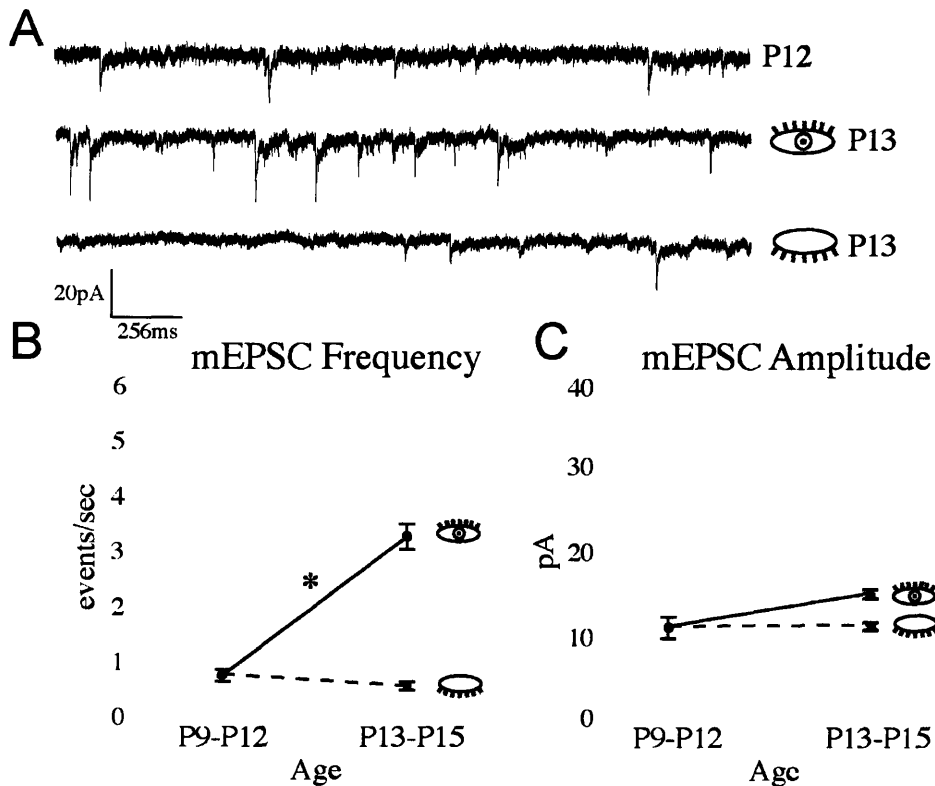 A
P12
P13
P13
20pA
256ms
B
mEPSC Frequency
6
5
4
3
2
1
0
events/sec
*
P9-P12
P13-P15
Age
C
mEPSC Amplitude
40
30
20
10
0
pA
P9-P12
P13-P15
Age